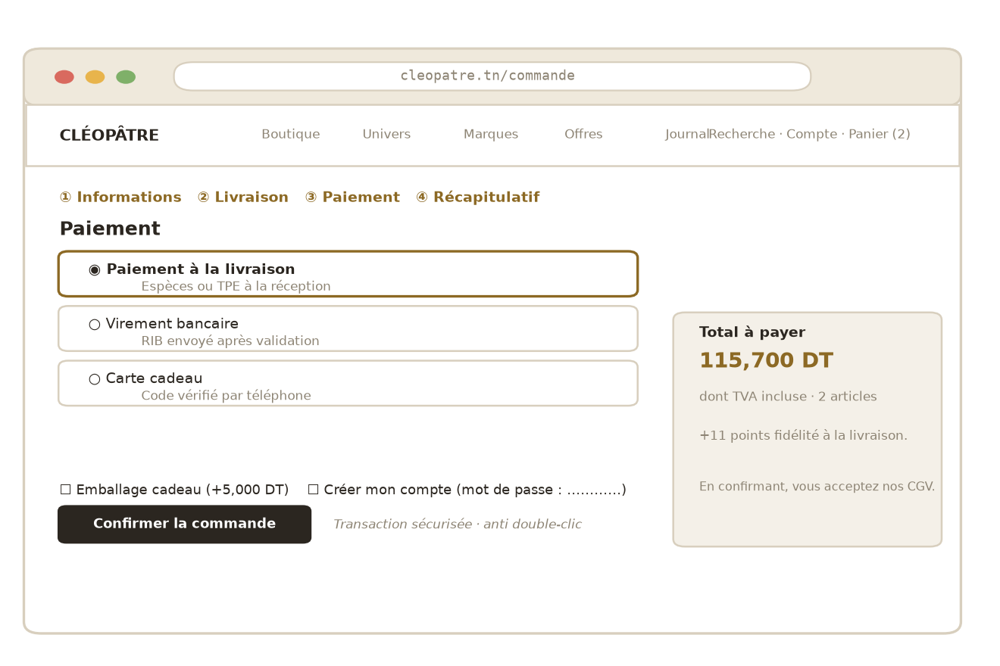 cleopatre.tn/commande
CLÉOPÂTRE Boutique Univers Marques Offres Journal Recherche · Compte · Panier (2)
① Informations ② Livraison ③ Paiement ④ Récapitulatif
Paiement
◉ Paiement à la livraison
Espèces ou TPE à la réception
○ Virement bancaire
RIB envoyé après validation
○ Carte cadeau
Code vérifié par téléphone
☐ Emballage cadeau (+5,000 DT) ☐ Créer mon compte (mot de passe : …………)
Confirmer la commande Transaction sécurisée · anti double-clic
Total à payer
115,700 DT
dont TVA incluse · 2 articles
+11 points fidélité à la livraison.
En confirmant, vous acceptez nos CGV.